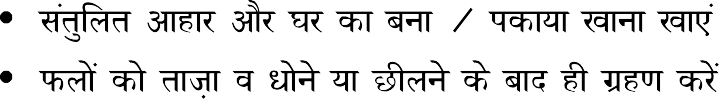 • संतुलित आहार और घर का बना / पकाया खाना खाएं
• फलों को ताज़ा व धोने या छीलने के बाद ही ग्रहण करें